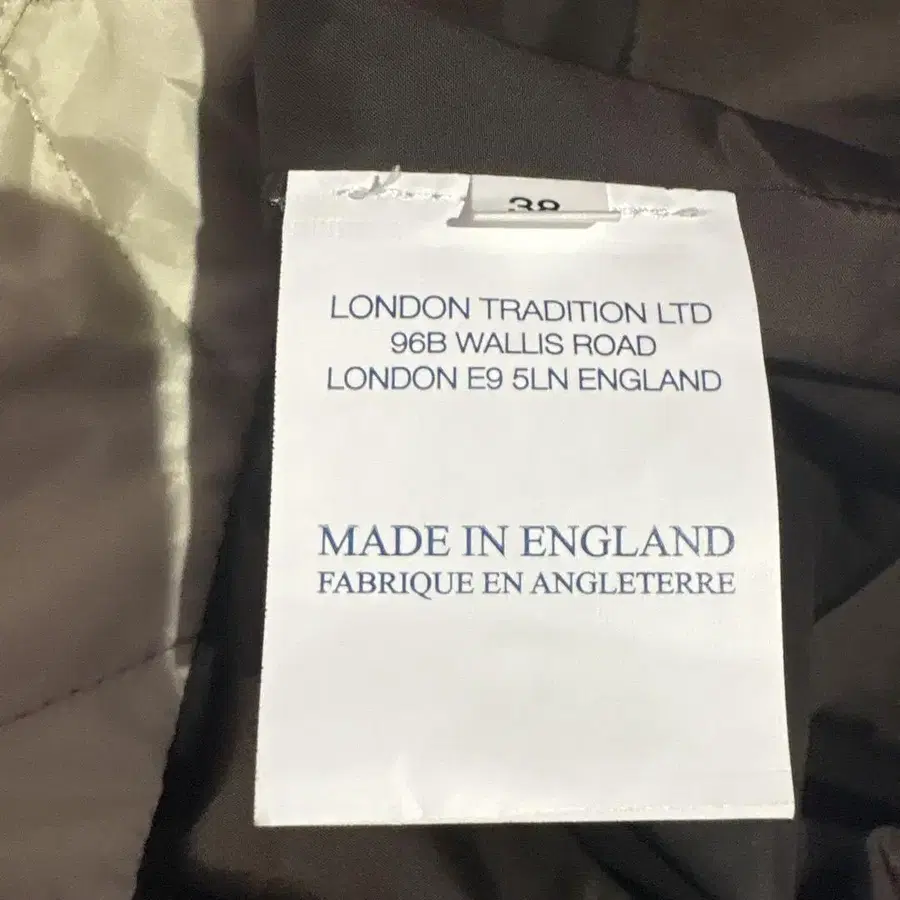 38
LONDON TRADITION LTD
96B WALLIS ROAD
LONDON E9 5LN ENGLAND
MADE IN ENGLAND
FABRIQUE EN ANGLETERRE